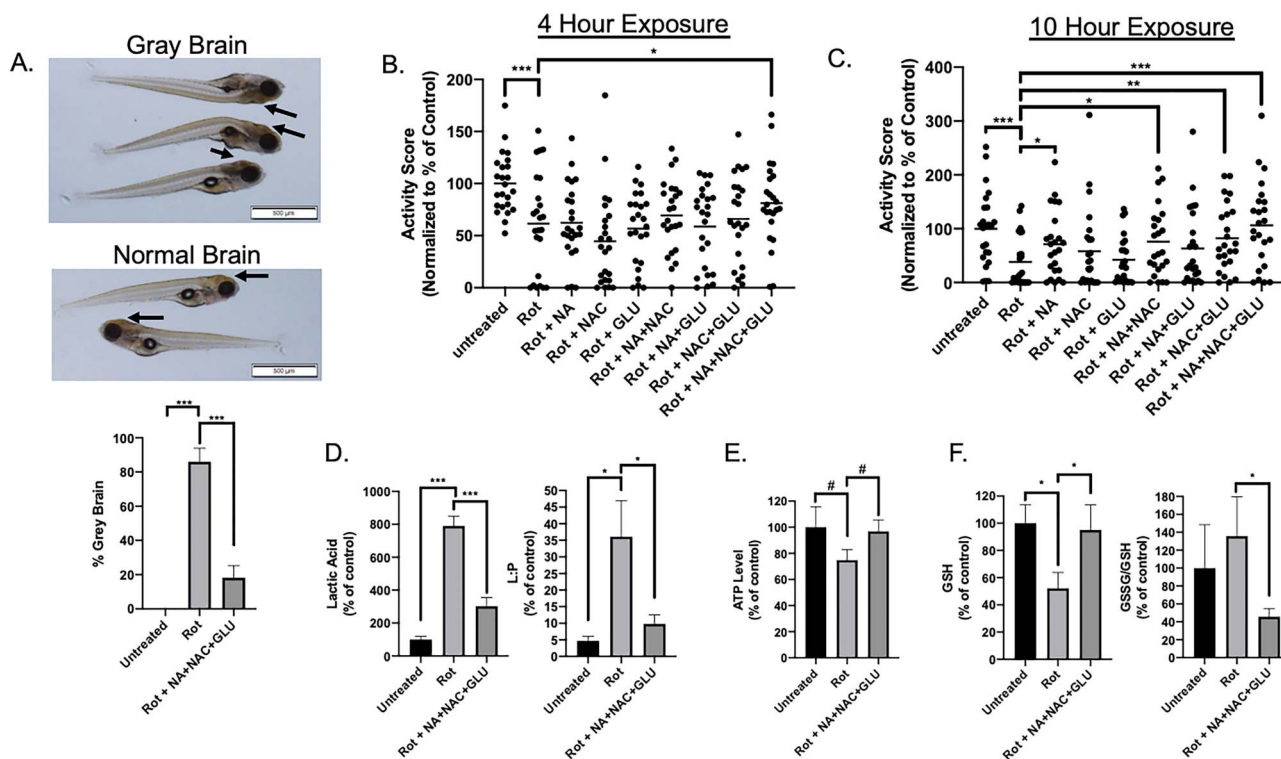 A.
Gray Brain
500 µm
Normal Brain
500 µm
***
***
% Grey Brain
100
80
60
40
20
0
Untreated
Rot
Rot + NA+NAC+GLU
4 Hour Exposure
B.
***
*
Activity Score
(Normalized to % of Control)
200
150
100
50
0
untreated
Rot
Rot + NA
Rot + NAC
Rot + GLU
Rot + NA+NAC
Rot + NA+GLU
Rot + NAC+GLU
Rot + NA+NAC+GLU
10 Hour Exposure
C.
***
**
*
***
*
Activity Score
(Normalized to % of Control)
400
300
200
100
0
untreated
Rot
Rot + NA
Rot + NAC
Rot + GLU
Rot + NA+NAC
Rot + NA+GLU
Rot + NAC+GLU
Rot + NA+NAC+GLU
D.
***
***
Lactic Acid
(% of control)
1000
800
600
400
200
0
Untreated
Rot
Rot + NA+NAC+GLU
*
*
L:P
(% of control)
50
45
40
35
30
25
20
15
10
5
0
Untreated
Rot
Rot + NA+NAC+GLU
E.
#
#
ATP Level
(% of control)
120
100
80
60
40
20
0
Untreated
Rot
Rot + NA+NAC+GLU
F.
*
*
GSH
(% of control)
120
100
80
60
40
20
0
Untreated
Rot
Rot + NA+NAC+GLU
*
GSSG/GSH
(% of control)
180
160
140
120
100
80
60
40
20
0
Untreated
Rot
Rot + NA+NAC+GLU